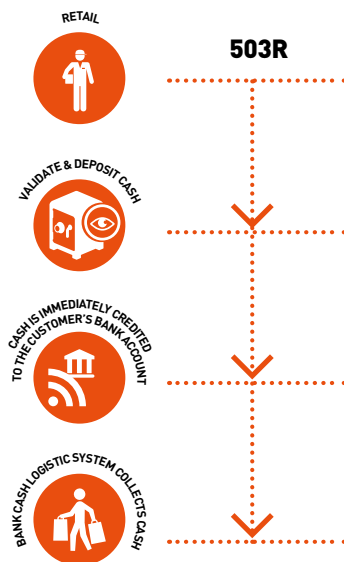 RETAIL
503R
VALIDATE & DEPOSIT CASH
CASH IS IMMEDIATELY CREDITED
TO THE CUSTOMER'S BANK ACCOUNT
BANK CASH LOGISTIC SYSTEM COLLECTS CASH